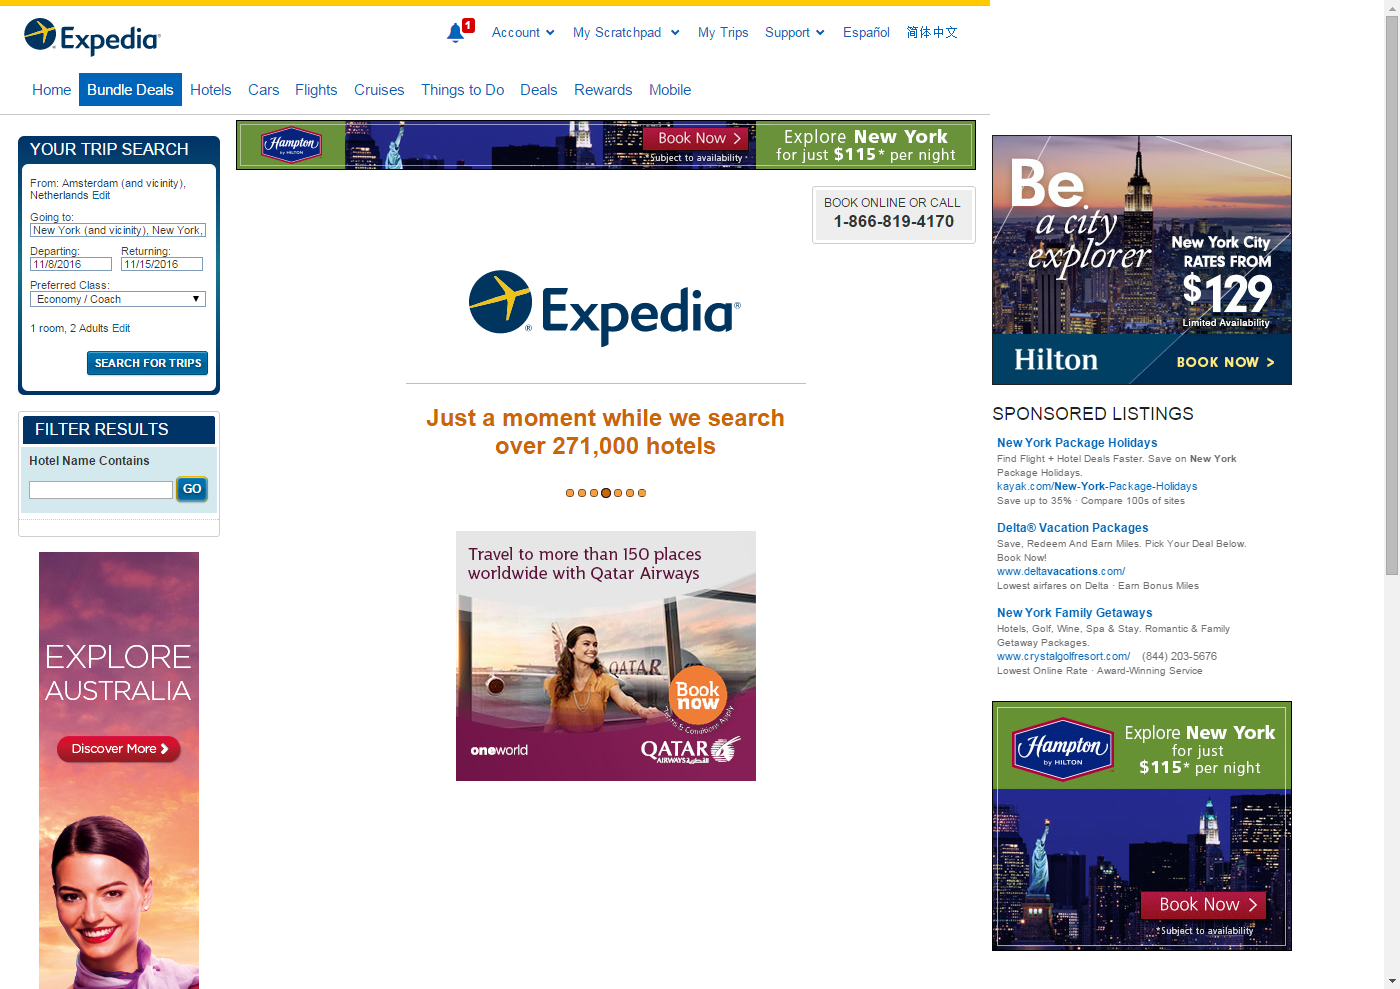 Expedia
1
Account
My Scratchpad
My Trips
Support
Español
简体中文
Home
Bundle Deals
Hotels
Cars
Flights
Cruises
Things to Do
Deals
Rewards
Mobile
YOUR TRIP SEARCH
From: Amsterdam (and vicinity),
Netherlands Edit
Going to:
New York (and vicinity), New York,
Departing:
Returning:
11/8/2016
11/15/2016
Preferred Class:
Economy / Coach
1 room, 2 Adults Edit
SEARCH FOR TRIPS
FILTER RESULTS
Hotel Name Contains
GO
EXPLORE
AUSTRALIA
Discover More
Hampton
by HILTON
Book Now
*Subject to availability
Explore New York
for just $115* per night
BOOK ONLINE OR CALL
1-866-819-4170
Expedia®
Just a moment while we search
over 271,000 hotels
Travel to more than 150 places
worldwide with Qatar Airways
QATAR
Book
now
Terms & Conditions Apply
oneworld
QATAR
AIRWAYS القطرية
Be
a city
explorer
New York City
RATES FROM
$129
Limited Availability
Hilton
BOOK NOW >
SPONSORED LISTINGS
New York Package Holidays
Find Flight + Hotel Deals Faster. Save on New York
Package Holidays.
kayak.com/New-York-Package-Holidays
Save up to 35% · Compare 100s of sites
Delta® Vacation Packages
Save, Redeem And Earn Miles. Pick Your Deal Below.
Book Now!
www.deltavacations.com/
Lowest airfares on Delta · Earn Bonus Miles
New York Family Getaways
Hotels, Golf, Wine, Spa & Stay. Romantic & Family
Getaway Packages.
www.crystalgolfresort.com/ (844) 203-5676
Lowest Online Rate · Award-Winning Service
Hampton
by HILTON
Explore New York
for just
$115* per night
Book Now
*Subject to availability